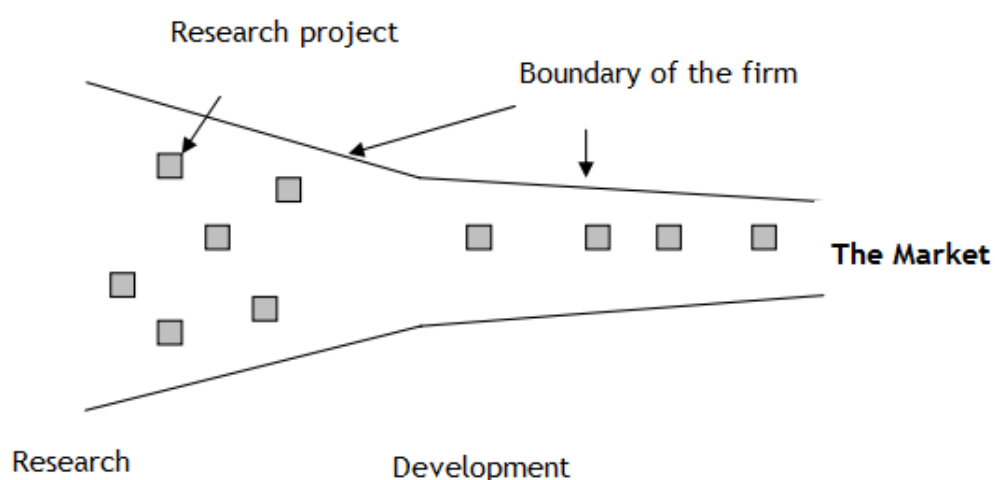 Research project
Boundary of the firm
The Market
Research
Development